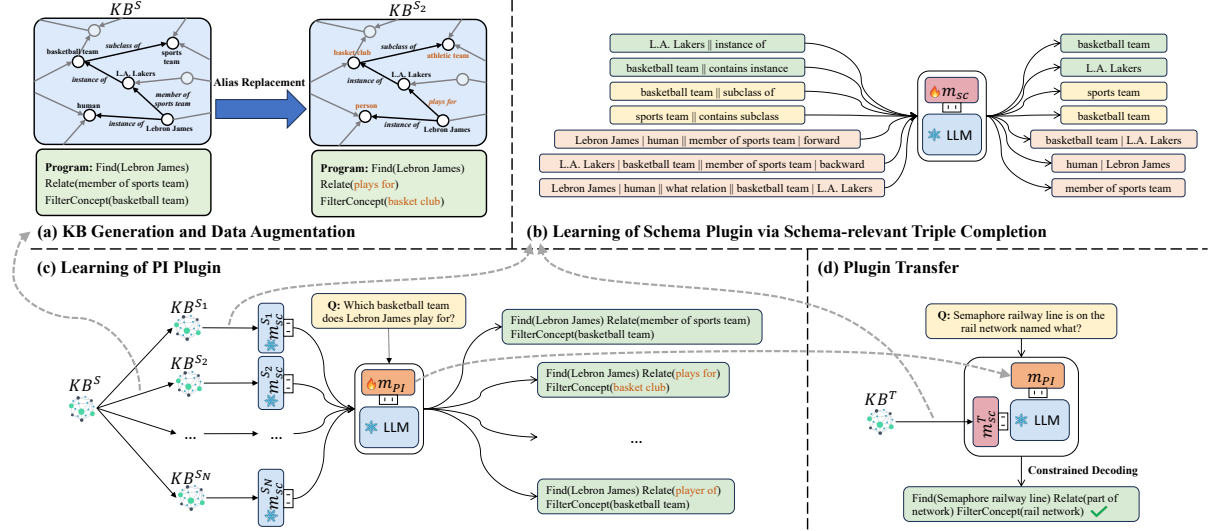 KB^S
basketball team
subclass of
sports
team
instance of
L.A. Lakers
member of
sports team
human
instance of
Lebron James
Program: Find(Lebron James)
Relate(member of sports team)
FilterConcept(basketball team)
Alias Replacement
KB^S2
basket club
subclass of
athletic team
instance of
L.A. Lakers
plays for
person
instance of
Lebron James
Program: Find(Lebron James)
Relate(plays for)
FilterConcept(basket club)
(a) KB Generation and Data Augmentation
L.A. Lakers || instance of
basketball team || contains instance
basketball team || subclass of
sports team || contains subclass
Lebron James | human || member of sports team | forward
L.A. Lakers | basketball team || member of sports team | backward
Lebron James | human || what relation || basketball team | L.A. Lakers
m_sc
LLM
basketball team
L.A. Lakers
sports team
basketball team
basketball team | L.A. Lakers
human | Lebron James
member of sports team
(b) Learning of Schema Plugin via Schema-relevant Triple Completion
(c) Learning of PI Plugin
KB^S
KB^S1
KB^S2
...
KB^SN
m_sc^S1
m_sc^S2
...
m_sc^SN
Q: Which basketball team
does Lebron James play for?
m_PI
LLM
Find(Lebron James) Relate(member of sports team)
FilterConcept(basketball team)
Find(Lebron James) Relate(plays for)
FilterConcept(basket club)
...
Find(Lebron James) Relate(player of)
FilterConcept(basketball team)
(d) Plugin Transfer
Q: Semaphore railway line is on the
rail network named what?
m_PI
KB^T
m_sc^T
LLM
Constrained Decoding
Find(Semaphore railway line) Relate(part of
network) FilterConcept(rail network)